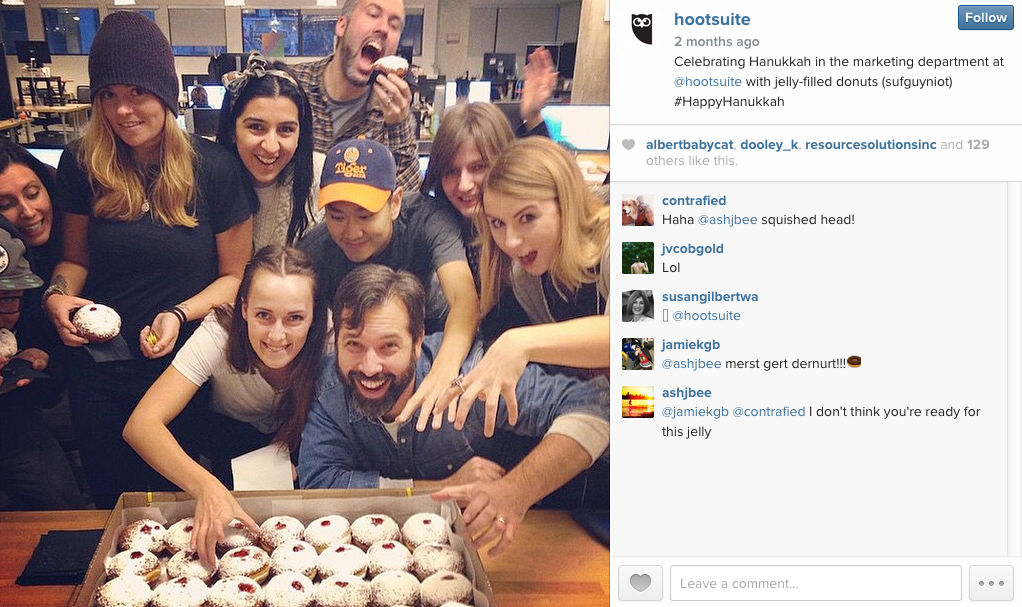 hootsuite
Follow
2 months ago
Celebrating Hanukkah in the marketing department at
@hootsuite with jelly-filled donuts (sufguyniot)
#HappyHanukkah
albertbabycat, dooley_k, resourcesolutionsinc and 129
others like this.
contrafied
Haha @ashjbee squished head!
jvcobgold
Lol
susangilbertwa
@hootsuite
jamiekgb
@ashjbee merst gert dernurt!!!
ashjbee
@jamiekgb @contrafied I don't think you're ready for
this jelly
Leave a comment...
Tiger